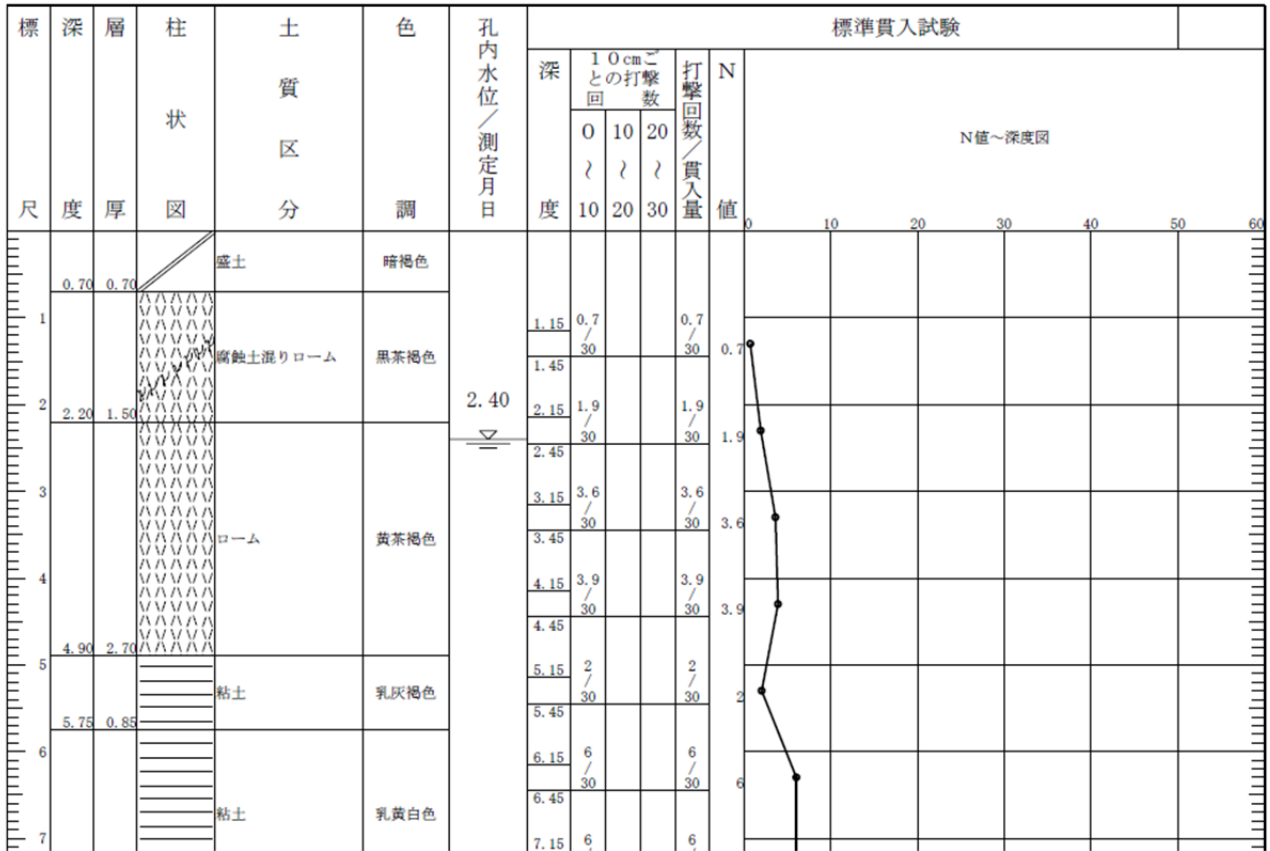 標尺
深度
層厚
柱状図
土質区分
色調
孔内水位／測定月日
標準貫入試験
深度
１０cmご
との打撃
回　数
0～10
10～20
20～30
打撃回数／貫入量
N値
N値～深度図
0 10 20 30 40 50 60
盛土 暗褐色
0.70 0.70
1
1.15 0.7/30 0.7/30 0.7
1.45
腐蝕土混りローム 黒茶褐色
2
2.20 1.50
2.40
2.15 1.9/30 1.9/30 1.9
2.45
3
3.15 3.6/30 3.6/30 3.6
3.45
ローム 黄茶褐色
4
4.15 3.9/30 3.9/30 3.9
4.45
4.90 2.70
5
5.15 2/30 2/30 2
粘土 乳灰褐色
5.45
5.75 0.85
6
6.15 6/30 6/30 6
6.45
粘土 乳黄白色
7
7.15 6 6